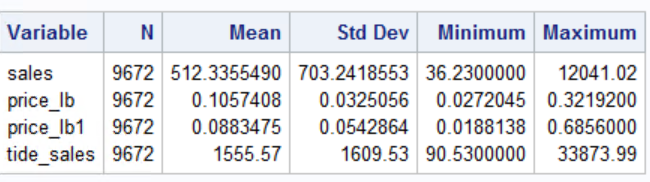 Variable N Mean Std Dev Minimum Maximum
sales 9672 512.3355490 703.2418553 36.2300000 12041.02
price_lb 9672 0.1057408 0.0325056 0.0272045 0.3219200
price_lb1 9672 0.0883475 0.0542864 0.0188138 0.6856000
tide_sales 9672 1555.57 1609.53 90.5300000 33873.99